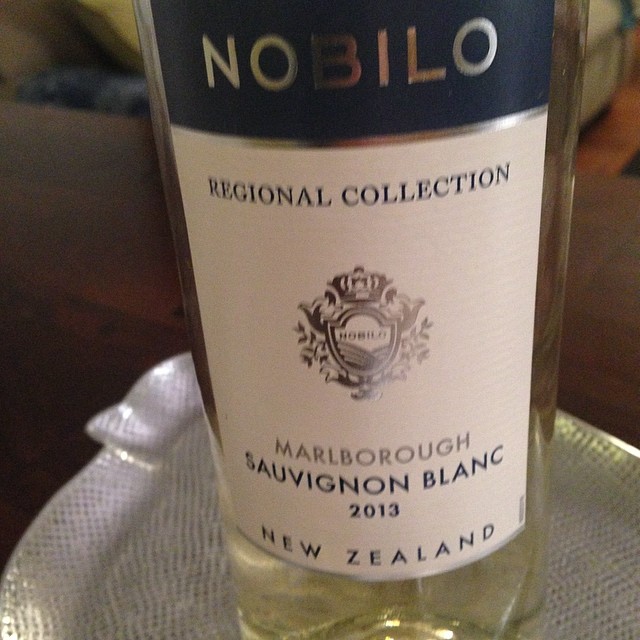 NOBILO
REGIONAL COLLECTION
NOBILO
MARLBOROUGH
SAUVIGNON BLANC
2013
NEW ZEALAND